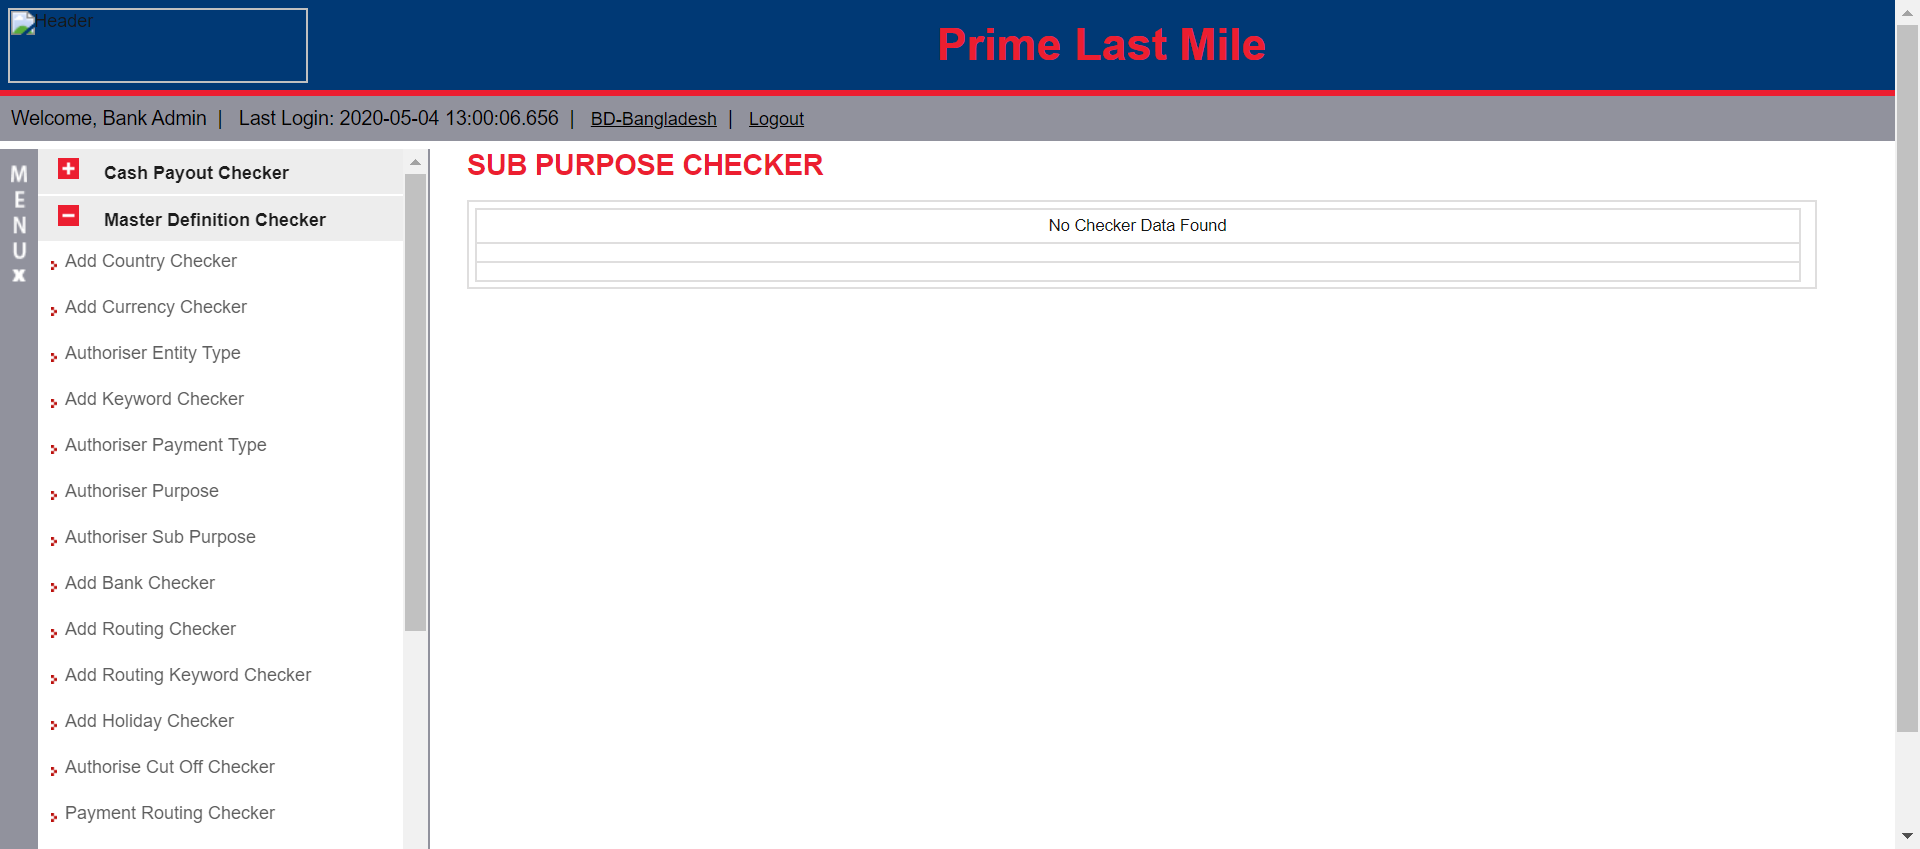 Header
Prime Last Mile
Welcome, Bank Admin | Last Login: 2020-05-04 13:00:06.656 | BD-Bangladesh | Logout
MENU
x
Cash Payout Checker
Master Definition Checker
Add Country Checker
Add Currency Checker
Authoriser Entity Type
Add Keyword Checker
Authoriser Payment Type
Authoriser Purpose
Authoriser Sub Purpose
Add Bank Checker
Add Routing Checker
Add Routing Keyword Checker
Add Holiday Checker
Authorise Cut Off Checker
Payment Routing Checker
SUB PURPOSE CHECKER
No Checker Data Found